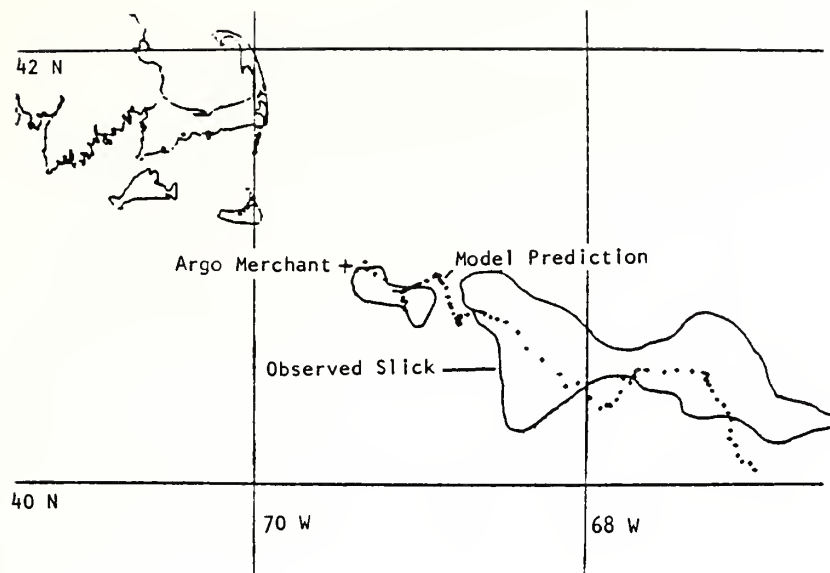 42 N
Argo Merchant
Model Prediction
Observed Slick
40 N
70 W
68 W